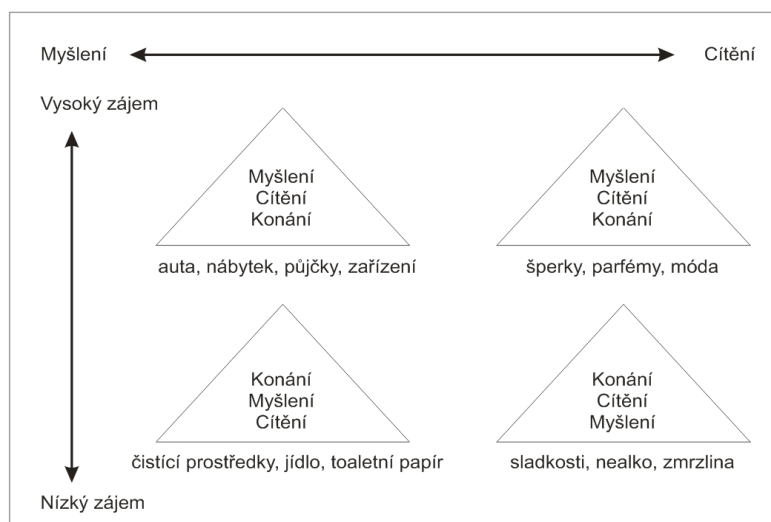 Myšlení
Cítění
Vysoký zájem
Myšlení
Cítění
Konání
auta, nábytek, půjčky, zařízení
Myšlení
Cítění
Konání
šperky, parfémy, móda
Konání
Myšlení
Cítění
čistící prostředky, jídlo, toaletní papír
Konání
Cítění
Myšlení
sladkosti, nealko, zmrzlina
Nízký zájem